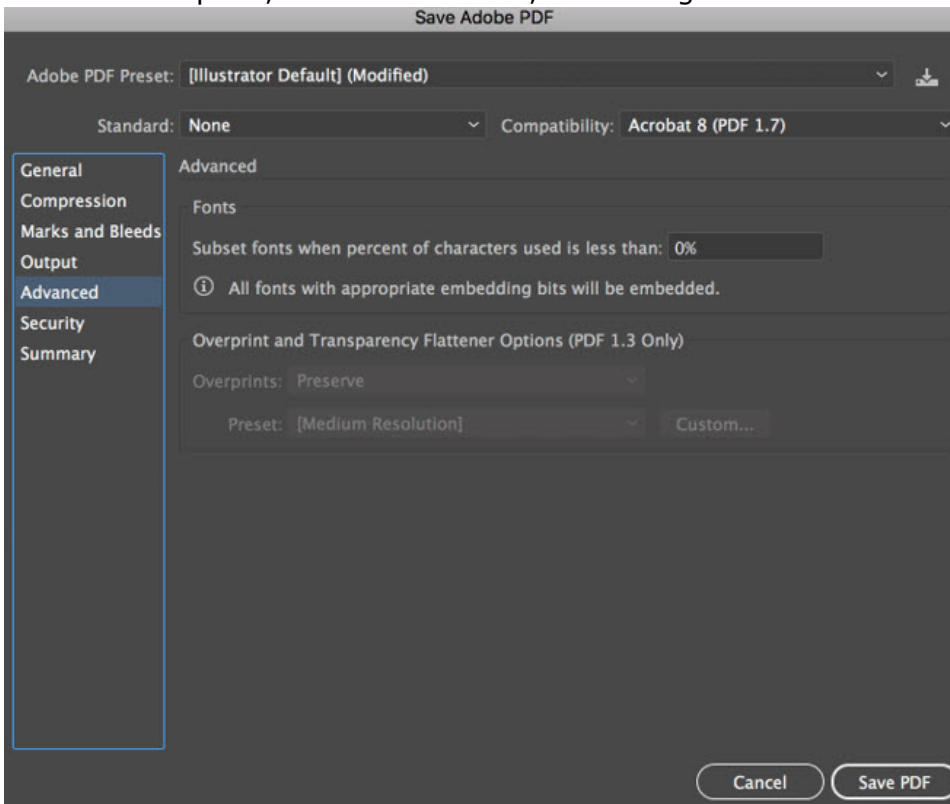 Save Adobe PDF
Adobe PDF Preset: [Illustrator Default] (Modified)
Standard: None Compatibility: Acrobat 8 (PDF 1.7)
General
Compression
Marks and Bleeds
Output
Advanced
Security
Summary
Advanced
Fonts
Subset fonts when percent of characters used is less than: 0%
All fonts with appropriate embedding bits will be embedded.
Overprint and Transparency Flattener Options (PDF 1.3 Only)
Overprints: Preserve
Preset: [Medium Resolution] Custom...
Cancel Save PDF